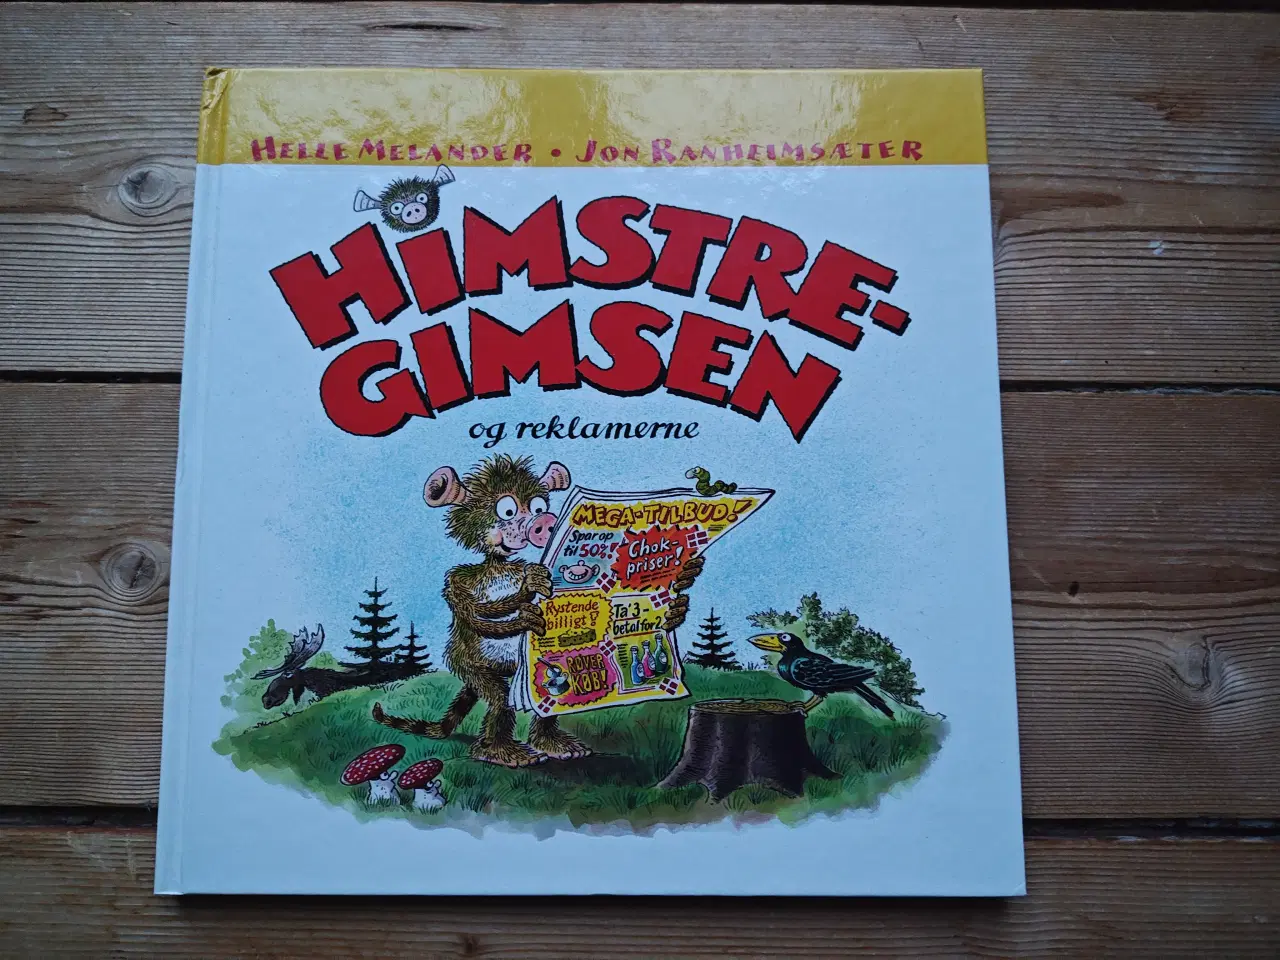 HELLE MELANDER • JON RANHEIMSÆTER
HIMSTRE-
GIMSEN
og reklamerne
MEGA-TILBUD!
Spar op
til 50%!
Chok-
priser!
Rystende
billigt!
Ta' 3-
betal for 2
RØVER
KØB!